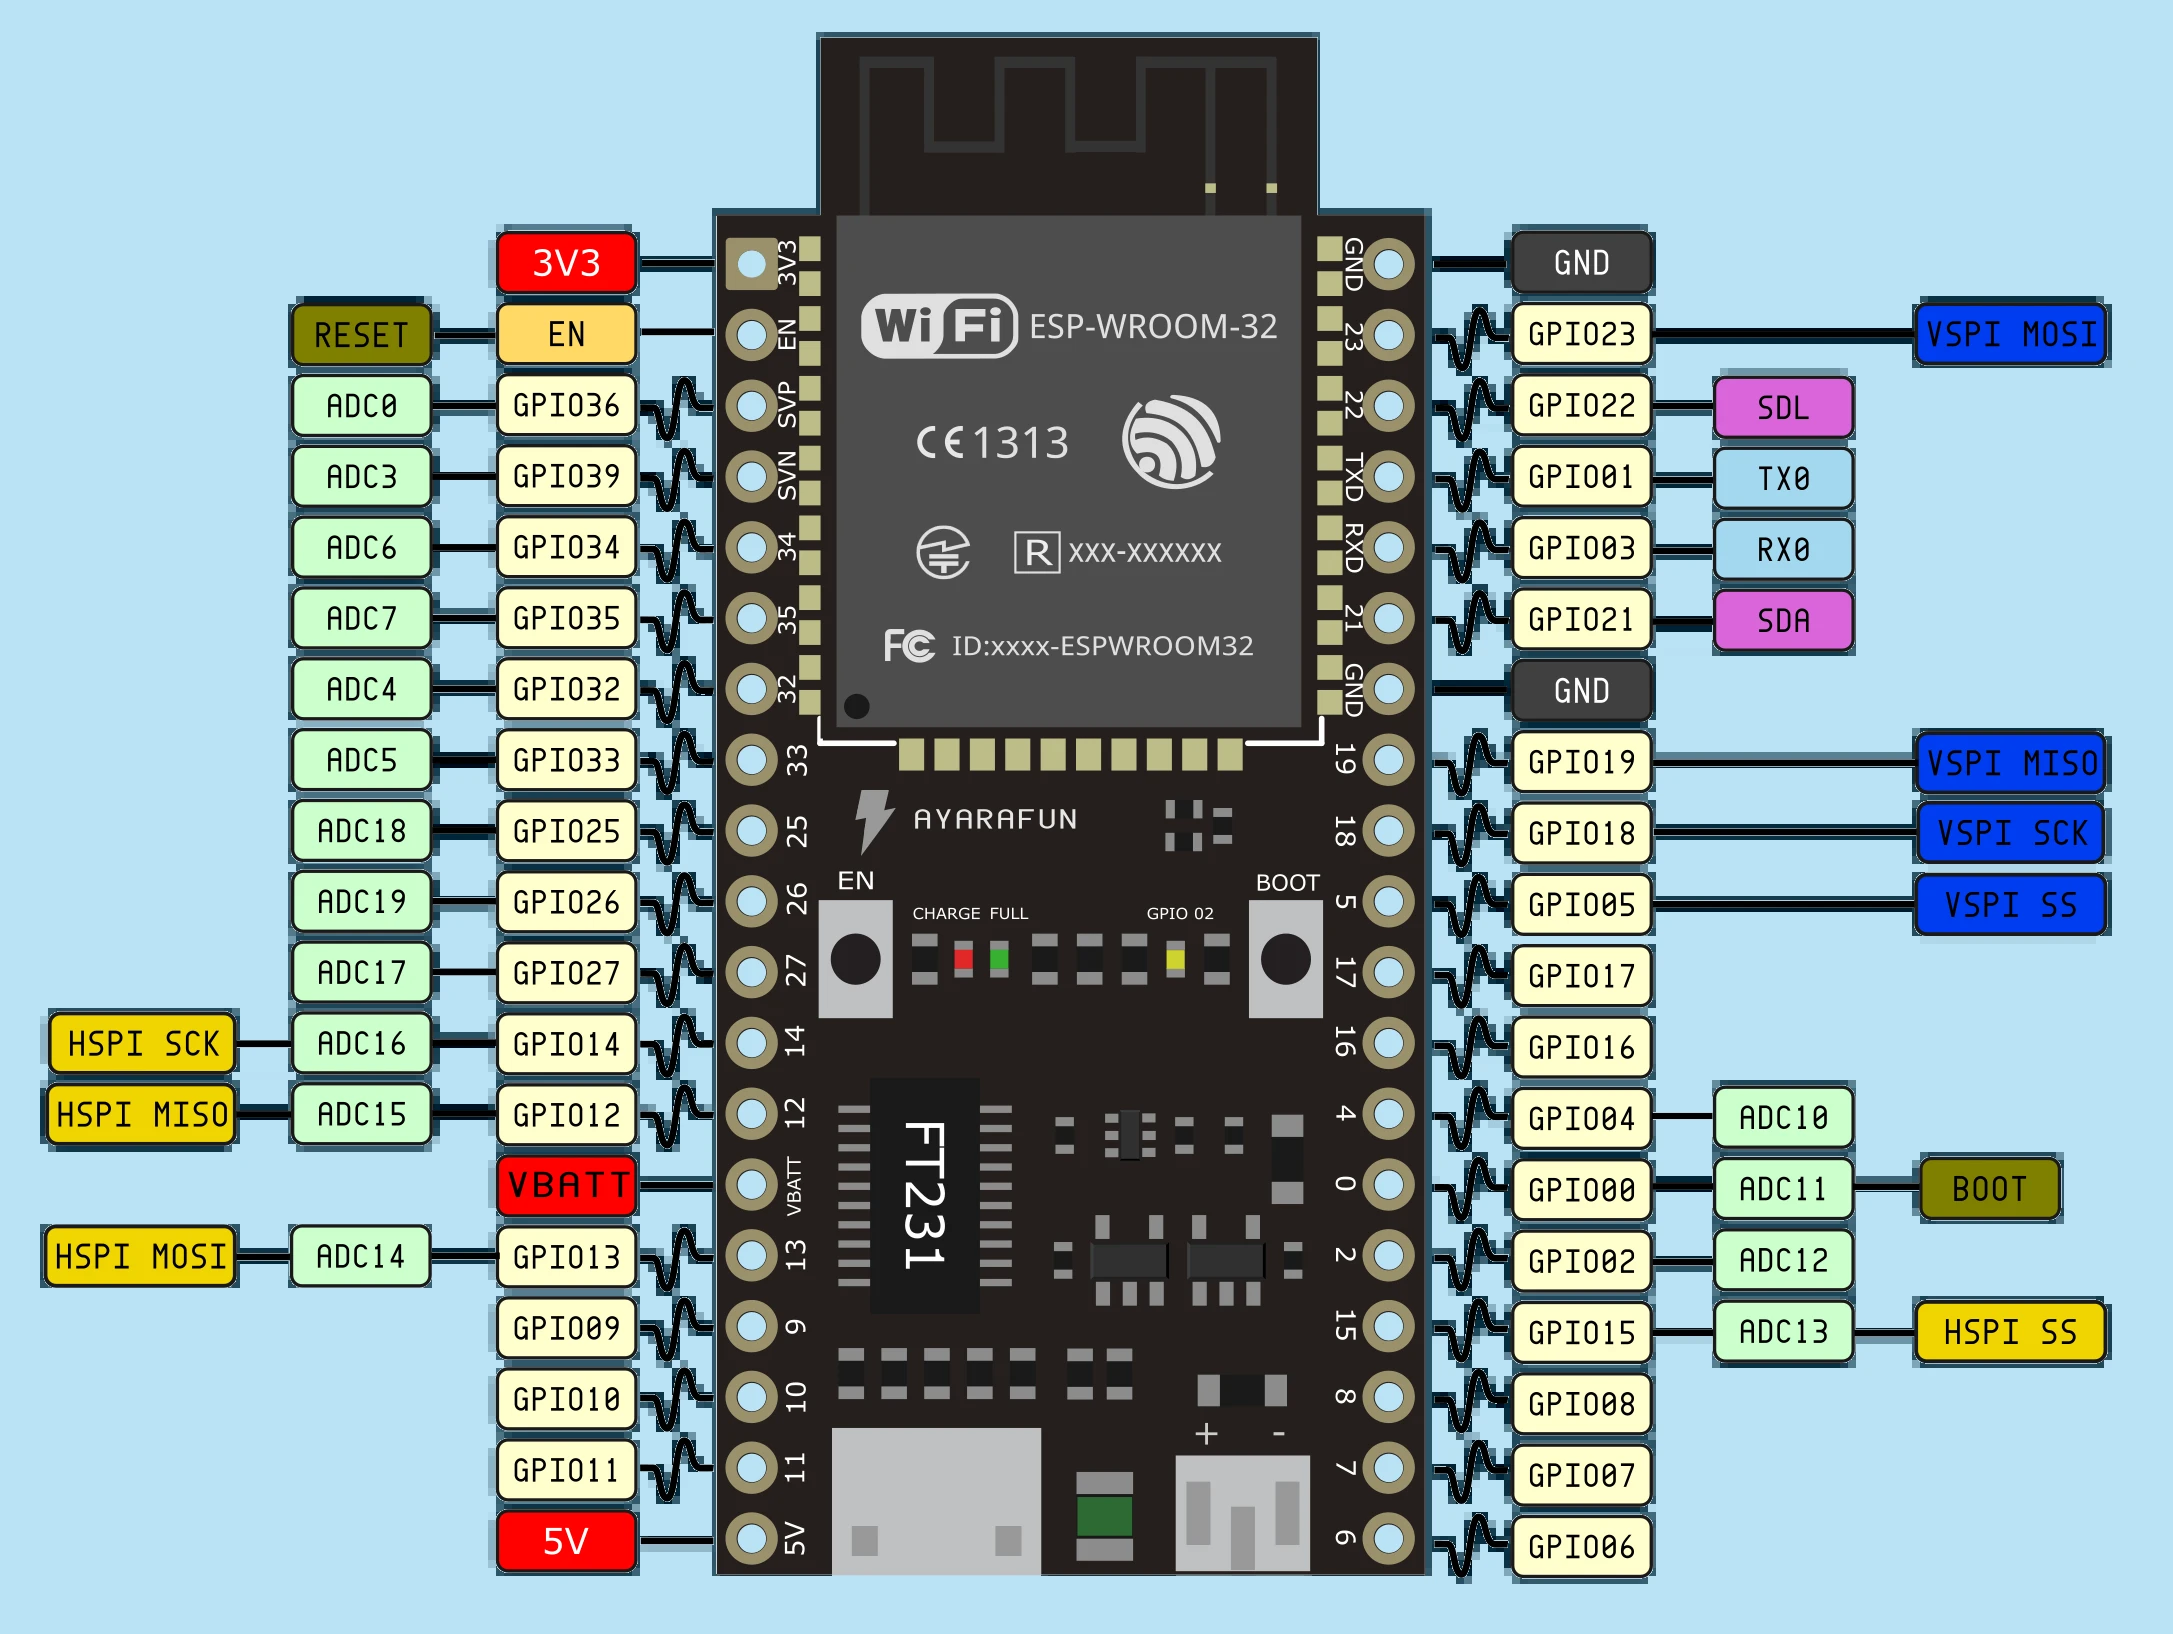 3V3 3V3 GND GND
RESET EN EN 23 GPIO23 VSPI MOSI
ADC0 GPIO36 SVP 22 GPIO22 SDL
ADC3 GPIO39 SVN TXD GPIO01 TX0
ADC6 GPIO34 34 RXD GPIO03 RX0
ADC7 GPIO35 35 21 GPIO21 SDA
ADC4 GPIO32 32 GND GND
ADC5 GPIO33 33 19 GPIO19 VSPI MISO
ADC18 GPIO25 25 18 GPIO18 VSPI SCK
ADC19 GPIO26 26 5 GPIO05 VSPI SS
ADC17 GPIO27 27 17 GPIO17
HSPI SCK ADC16 GPIO14 14 16 GPIO16
HSPI MISO ADC15 GPIO12 12 4 GPIO04 ADC10
VBATT VBATT 0 GPIO00 ADC11 BOOT
HSPI MOSI ADC14 GPIO13 13 2 GPIO02 ADC12
GPIO09 9 15 GPIO15 ADC13 HSPI SS
GPIO10 10 8 GPIO08
GPIO11 11 7 GPIO07
5V 5V 6 GPIO06
WiFi ESP-WROOM-32
CE1313
R xxx-xxxxxx
FC ID:xxxx-ESPWROOM32
AYARAFUN
EN BOOT
CHARGE FULL GPIO 02
FT231
+ -